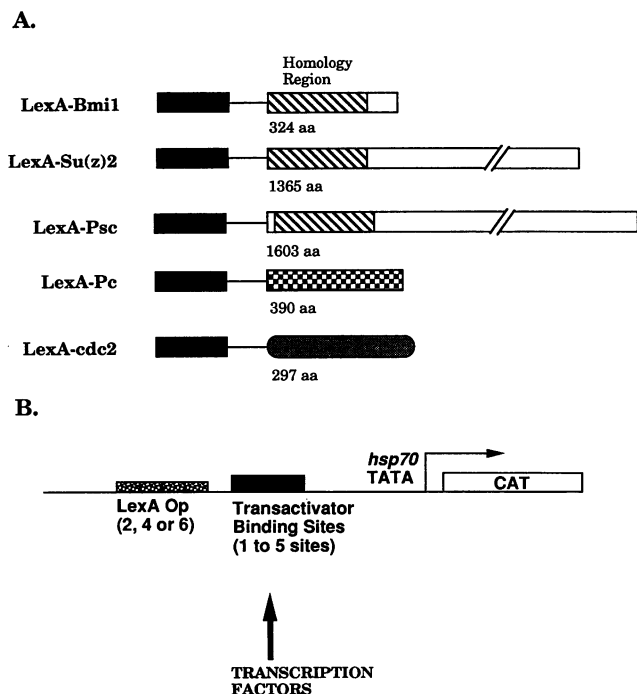 A.
Homology
Region
LexA-Bmi1
324 aa
LexA-Su(z)2
1365 aa
LexA-Psc
1603 aa
LexA-Pc
390 aa
LexA-cdc2
297 aa
B.
hsp70
TATA
CAT
LexA Op
(2, 4 or 6)
Transactivator
Binding Sites
(1 to 5 sites)
TRANSCRIPTION
FACTORS